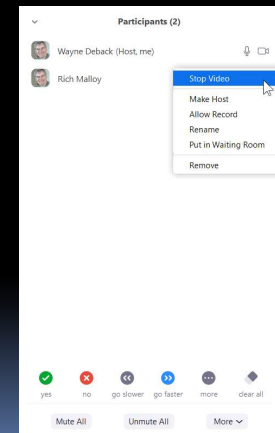 Participants (2)
Wayne Deback (Host, me)
Rich Malloy
Stop Video
Make Host
Allow Record
Rename
Put in Waiting Room
Remove
yes no go slower go faster more clear all
Mute All Unmute All More